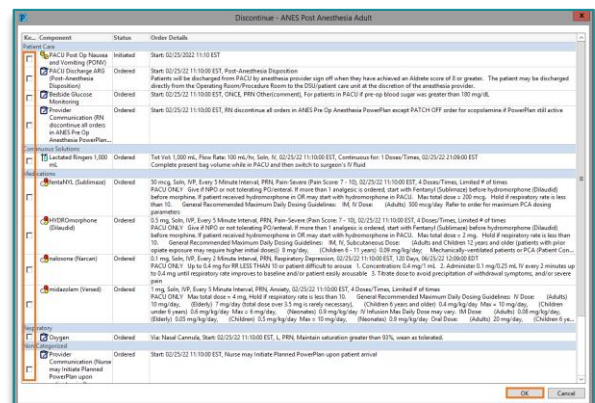 Discontinue - ANES Post Anesthesia Adult
Ke... Component Status Order Details
Patient Care
PACU Post Op Nausea and Vomiting (PONV) Initiated Start: 02/25/2022 11:10 EST
PACU Discharge ARG (Post-Anesthesia Disposition) Ordered Start: 02/25/22 11:10:00 EST, Post-Anesthesia Disposition
Patients will be discharged from PACU by anesthesia provider sign off when they have achieved an Aldrete score of 8 or greater. The patient may be discharged
directly from the Operating Room/Procedure Room to the DSU/patient care unit at the discretion of the anesthesia provider.
Bedside Glucose Monitoring Ordered Start: 02/25/22 11:10:00 EST, ONCE, PRN Other(comment), For patients in PACU if pre-op blood sugar was greater than 180 mg/dL
Provider Communication (RN discontinue all orders in ANES Pre Op Anesthesia PowerPlan... Ordered Start: 02/25/22 11:10:00 EST, RN discontinue all orders in ANES Pre Op Anesthesia PowerPlan except PATCH OFF order for scopolamine if PowerPlan still active
Continuous Solutions
Lactated Ringers 1,000 mL Ordered Tot Vol: 1,000 mL, Flow Rate: 100 mL/hr, Soln, IV, 02/25/22 11:10:00 EST, Continuous for: 1 Doses/Times, 02/25/22 21:09:00 EST
Complete present bag volume while in PACU and then switch to surgeon's IV fluid
Medications
fentaNYL (Sublimaze) Ordered 50 mcg, Soln, IVP, Every 5 Minute Interval, PRN, Pain-Severe (Pain Score: 7 - 10), 02/25/22 11:10:00 EST, 4 Doses/Times, Limited # of times
PACU ONLY Give if NPO or not tolerating PO/enteral. If more than 1 analgesic is ordered, start with Fentanyl (Sublimaze) before hydromorphone (Dilaudid)
before morphine. If patient received hydromorphone in OR may start with hydromorphone in PACU. Max total dose = 200 mcg. Hold if respiratory rate is less
than 10. General Recommended Maximum Daily Dosing Guidelines: IM, IV Dose: (Adults) 500 mcg/day Refer to order for maximum PCA dosing
parameters
HYDROmorphone (Dilaudid) Ordered 0.5 mg, Soln, IVP, Every 5 Minute Interval, PRN, Pain-Severe (Pain Score: 7 - 10), 02/25/22 11:10:00 EST, 4 Doses/Times, Limited # of times
PACU ONLY Give if NPO or not tolerating PO/enteral. If more than 1 analgesic is ordered, start with Fentanyl (Sublimaze) before hydromorphone (Dilaudid)
before morphine. If patient received hydromorphone in OR may start with hydromorphone in PACU. Max total dose = 2 mg. Hold if respiratory rate is less than
10. General Recommended Maximum Daily Dosing Guidelines: IM, IV, Subcutaneous Dose: (Adults and Children 12 years and older (patients with prior
opiate exposure may require higher initial doses)) 8 mg/day, (Children 6 - 11 years) 0.09 mg/kg/day; Mechanically-ventilated patients or PCA (Patient Con...
naloxone (Narcan) Ordered 0.1 mg, Soln, IVP, Every 2 Minute Interval, PRN, Respiratory Depression, 02/25/22 11:10:00 EST, 120 Days, 06/25/22 12:09:00 EDT
PACU ONLY Up to 0.4 mg for RR LESS THAN 10 or patient difficult to arouse 1. Concentration: 0.4 mg/1 mL 2. Administer 0.1 mg/0.25 mL IV every 2 minutes up
to 0.4 mg until respiratory rate improves to baseline and/or patient easily arousable 3. Titrate dose to avoid precipitation of withdrawal symptoms, and/or severe
pain
midazolam (Versed) Ordered 1 mg, Soln, IVP, Every 5 Minute Interval, PRN, Anxiety, 02/25/22 11:10:00 EST, 4 Doses/Times, Limited # of times
PACU ONLY Max total dose = 4 mg, Hold if respiratory rate is less than 10. General Recommended Maximum Daily Dosing Guidelines: IV Dose: (Adults)
10 mg/day, (Elderly) 7 mg/day (total dose over 3.5 mg is rarely necessary), (Children 6 years and older) 0.4 mg/kg/day Max = 10 mg/day, (Children
under 6 years) 0.6 mg/kg/day Max = 6 mg/day, (Neonates) 0.9 mg/kg/day IV Infusion Max Daily Dose may vary. IM Dose: (Adults) 0.08 mg/kg/day,
(Elderly) 0.05 mg/kg/day, (Children) 0.5 mg/kg/day Max = 10 mg/day, (Neonates) 0.9 mg/kg/day Oral Dose: (Adults) 20 mg/day, (Children 6 ye...
Respiratory
Oxygen Ordered Via: Nasal Cannula, Start: 02/25/22 11:10:00 EST, L, PRN, Maintain saturation greater than 93%, wean as tolerated.
Non Categorized
Provider Communication (Nurse may Initiate Planned PowerPlan upon Ordered Start: 02/25/22 11:10:00 EST, Nurse may Initiate Planned PowerPlan upon patient arrival
OK Cancel